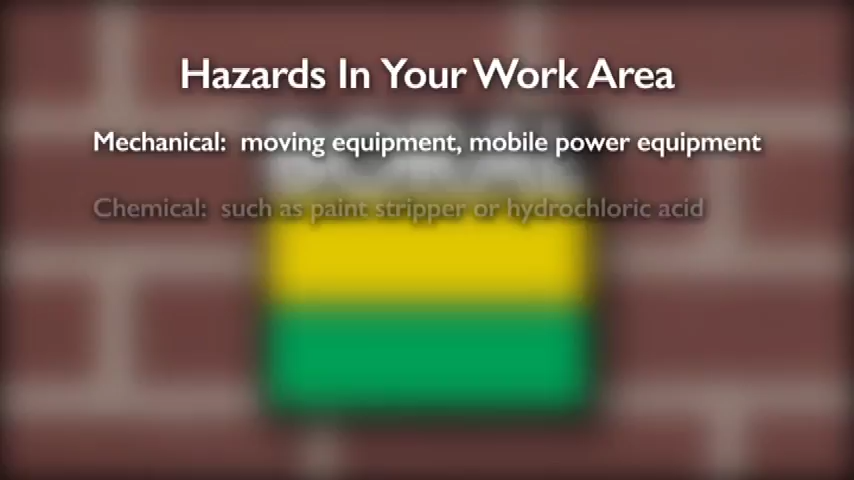 Hazards In Your Work Area
Mechanical:  moving equipment, mobile power equipment
Chemical:  such as paint stripper or hydrochloric acid